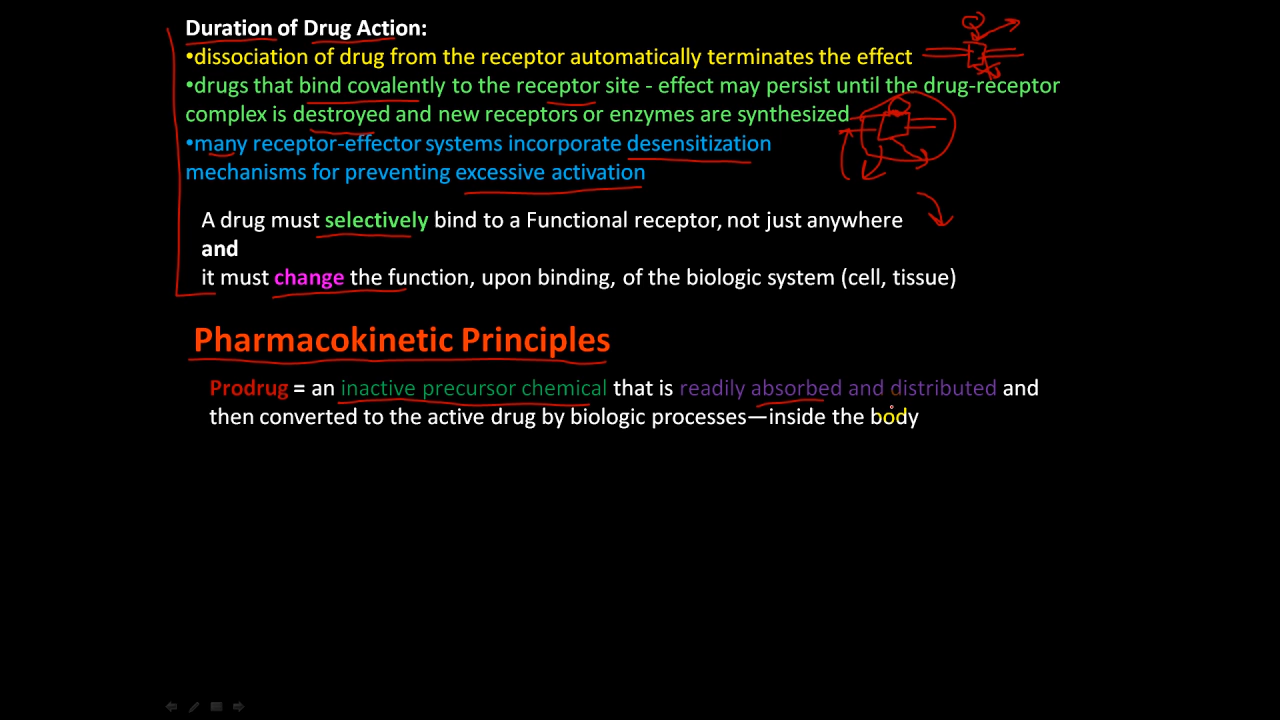 Duration of Drug Action:
•dissociation of drug from the receptor automatically terminates the effect
•drugs that bind covalently to the receptor site - effect may persist until the drug-receptor
complex is destroyed and new receptors or enzymes are synthesized
•many receptor-effector systems incorporate desensitization
mechanisms for preventing excessive activation
A drug must selectively bind to a Functional receptor, not just anywhere
and
it must change the function, upon binding, of the biologic system (cell, tissue)
Pharmacokinetic Principles
Prodrug = an inactive precursor chemical that is readily absorbed and distributed and
then converted to the active drug by biologic processes—inside the body